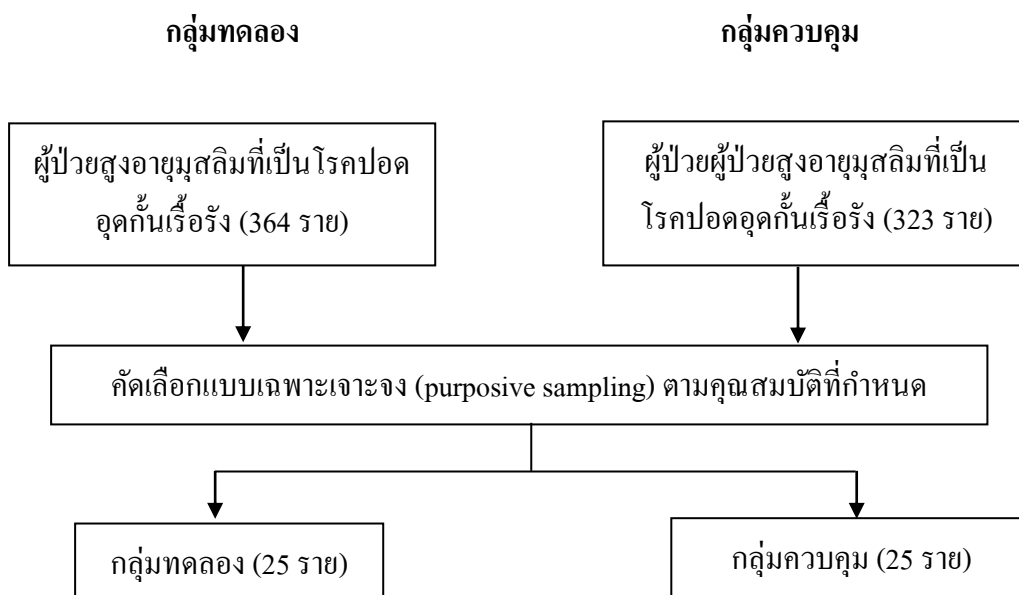 กลุ่มทดลอง
กลุ่มควบคุม
ผู้ป่วยสูงอายุมุสลิมที่เป็นโรคปอด
อุดกั้นเรื้อรัง (364 ราย)
ผู้ป่วยผู้ป่วยสูงอายุมุสลิมที่เป็น
โรคปอดอุดกั้นเรื้อรัง (323 ราย)
คัดเลือกแบบเฉพาะเจาะจง (purposive sampling) ตามคุณสมบัติที่กำหนด
กลุ่มทดลอง (25 ราย)
กลุ่มควบคุม (25 ราย)